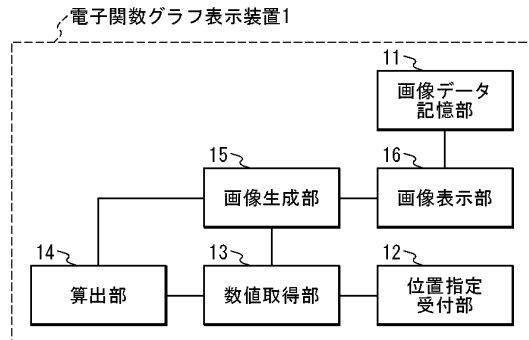 電子関数グラフ表示装置1
11
画像データ
記憶部
15
画像生成部
16
画像表示部
14
算出部
13
数値取得部
12
位置指定
受付部